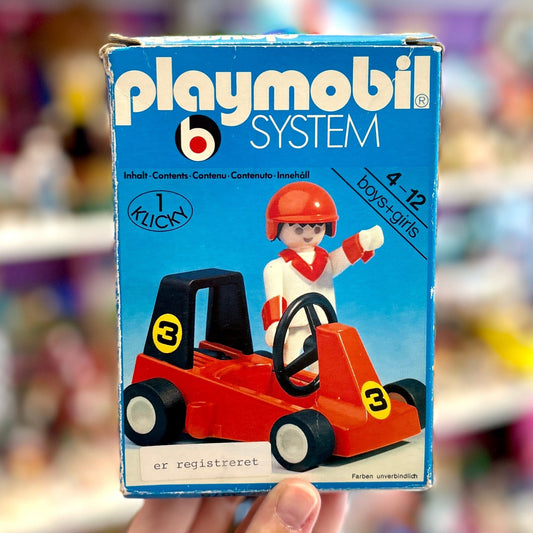 playmobil®
b SYSTEM
Inhalt·Contents·Contenu·Contenuto·Innehåll
1
KLICKY
4-12
boys+girls
3
3
er registreret
Farben unverbindlich